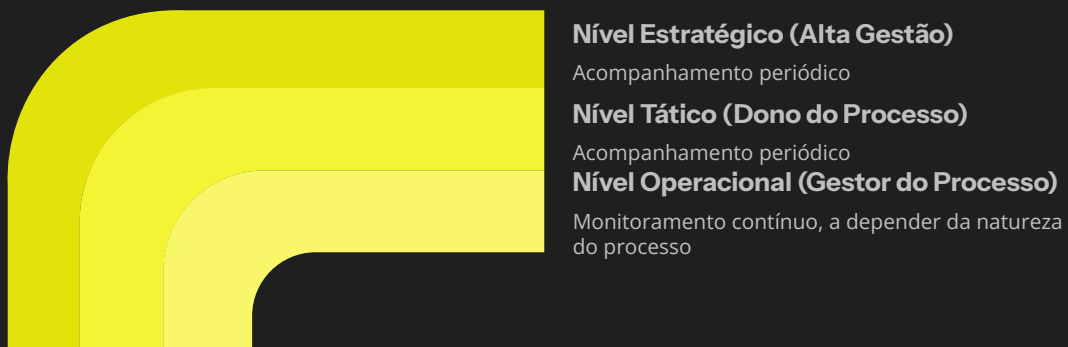 Nível Estratégico (Alta Gestão)
Acompanhamento periódico
Nível Tático (Dono do Processo)
Acompanhamento periódico
Nível Operacional (Gestor do Processo)
Monitoramento contínuo, a depender da natureza
do processo